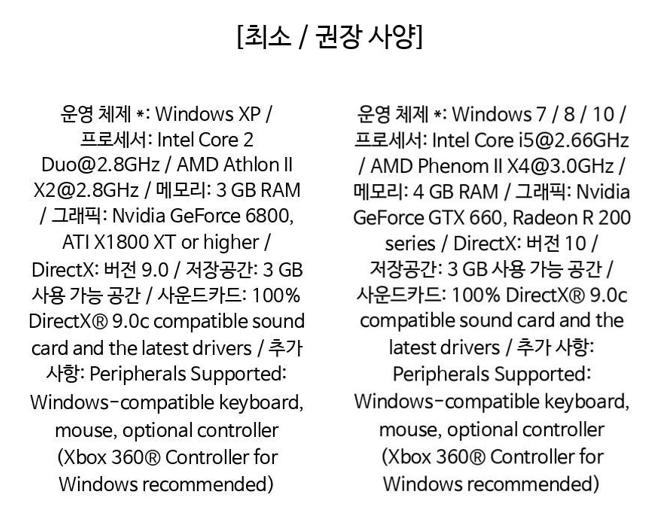 [최소 / 권장 사양]
운영 체제 *: Windows XP /
프로세서: Intel Core 2
Duo@2.8GHz / AMD Athlon II
X2@2.8GHz / 메모리: 3 GB RAM
/ 그래픽: Nvidia GeForce 6800,
ATI X1800 XT or higher /
DirectX: 버전 9.0 / 저장공간: 3 GB
사용 가능 공간 / 사운드카드: 100%
DirectX® 9.0c compatible sound
card and the latest drivers / 추가
사항: Peripherals Supported:
Windows-compatible keyboard,
mouse, optional controller
(Xbox 360® Controller for
Windows recommended)
운영 체제 *: Windows 7 / 8 / 10 /
프로세서: Intel Core i5@2.66GHz
/ AMD Phenom II X4@3.0GHz /
메모리: 4 GB RAM / 그래픽: Nvidia
GeForce GTX 660, Radeon R 200
series / DirectX: 버전 10 /
저장공간: 3 GB 사용 가능 공간 /
사운드카드: 100% DirectX® 9.0c
compatible sound card and the
latest drivers / 추가 사항:
Peripherals Supported:
Windows-compatible keyboard,
mouse, optional controller
(Xbox 360® Controller for
Windows recommended)